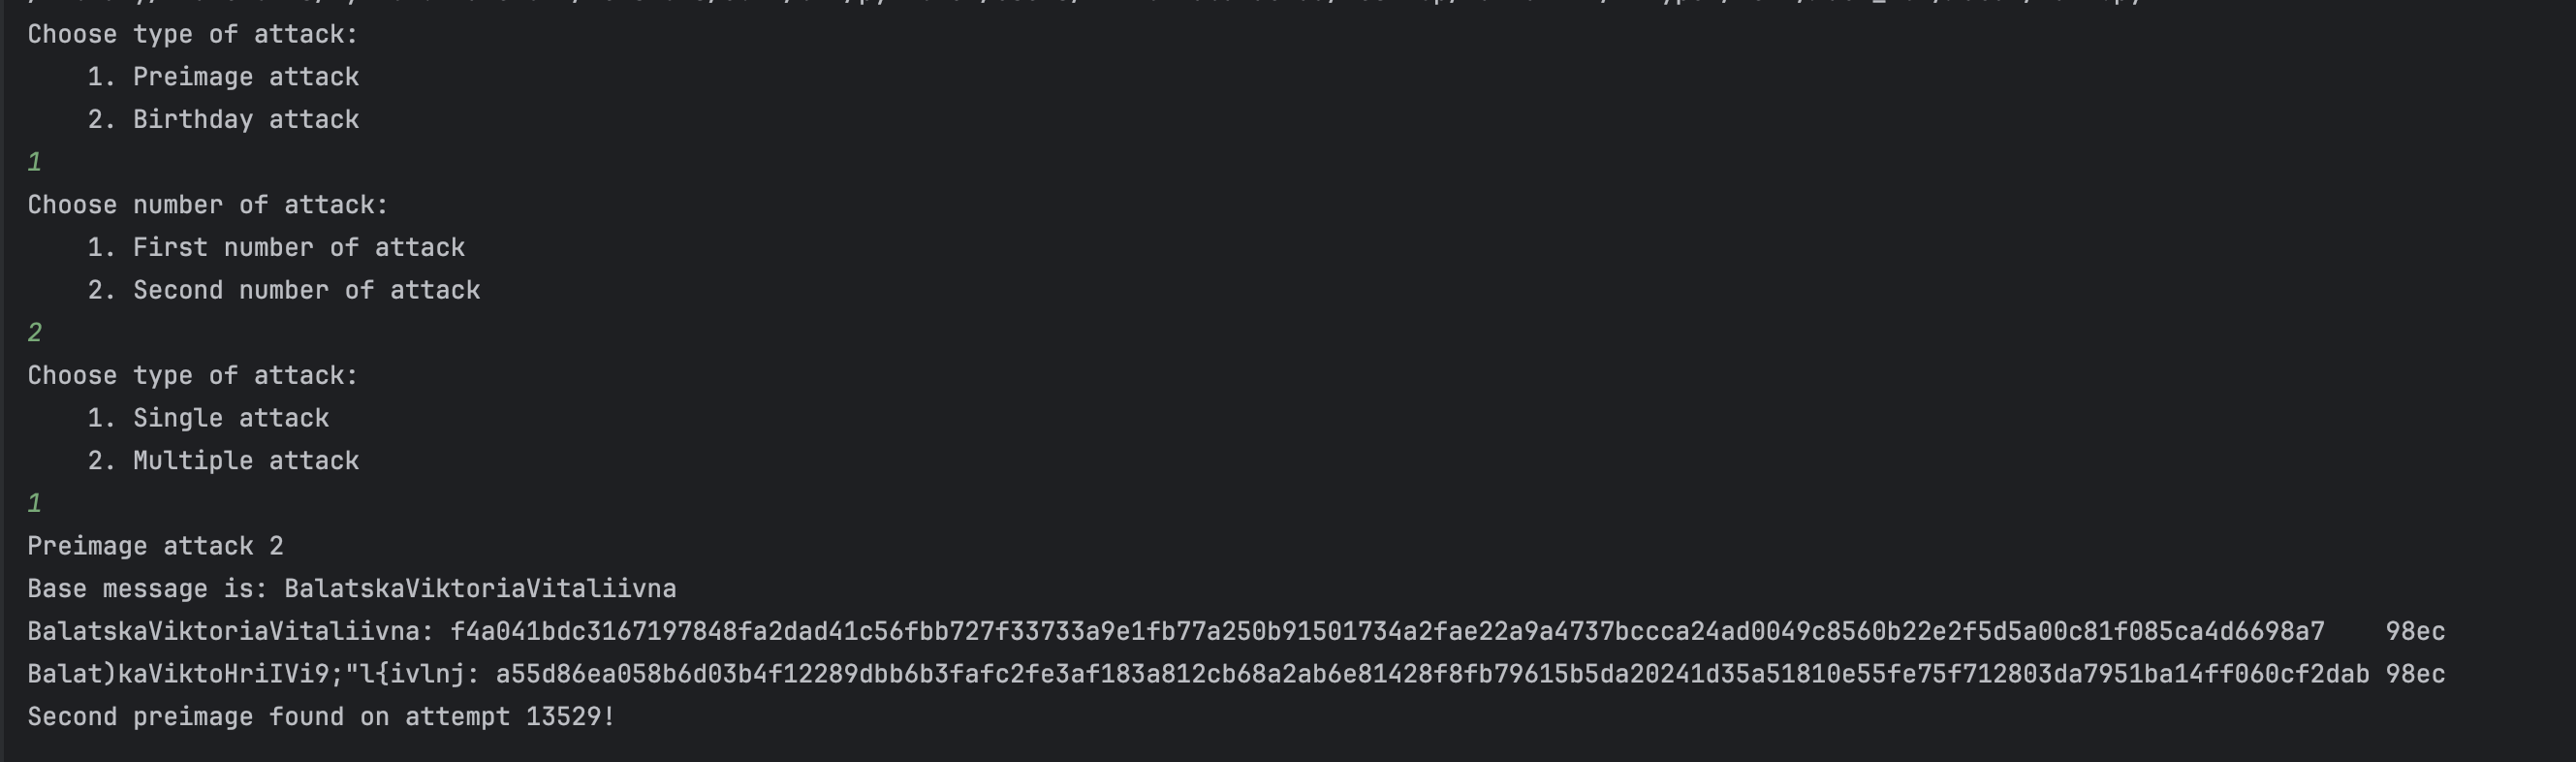 Choose type of attack:
    1. Preimage attack
    2. Birthday attack
1
Choose number of attack:
    1. First number of attack
    2. Second number of attack
2
Choose type of attack:
    1. Single attack
    2. Multiple attack
1
Preimage attack 2
Base message is: BalatskaViktoriaVitaliivna
BalatskaViktoriaVitaliivna: f4a041bdc3167197848fa2dad41c56fbb727f33733a9e1fb77a250b91501734a2fae22a9a4737bccca24ad0049c8560b22e2f5d5a00c81f085ca4d6698a7    98ec
Balat)kaViktoHriIVi9;"l{ivlnj: a55d86ea058b6d03b4f12289dbb6b3fafc2fe3af183a812cb68a2ab6e81428f8fb79615b5da20241d35a51810e55fe75f712803da7951ba14ff060cf2dab 98ec
Second preimage found on attempt 13529!